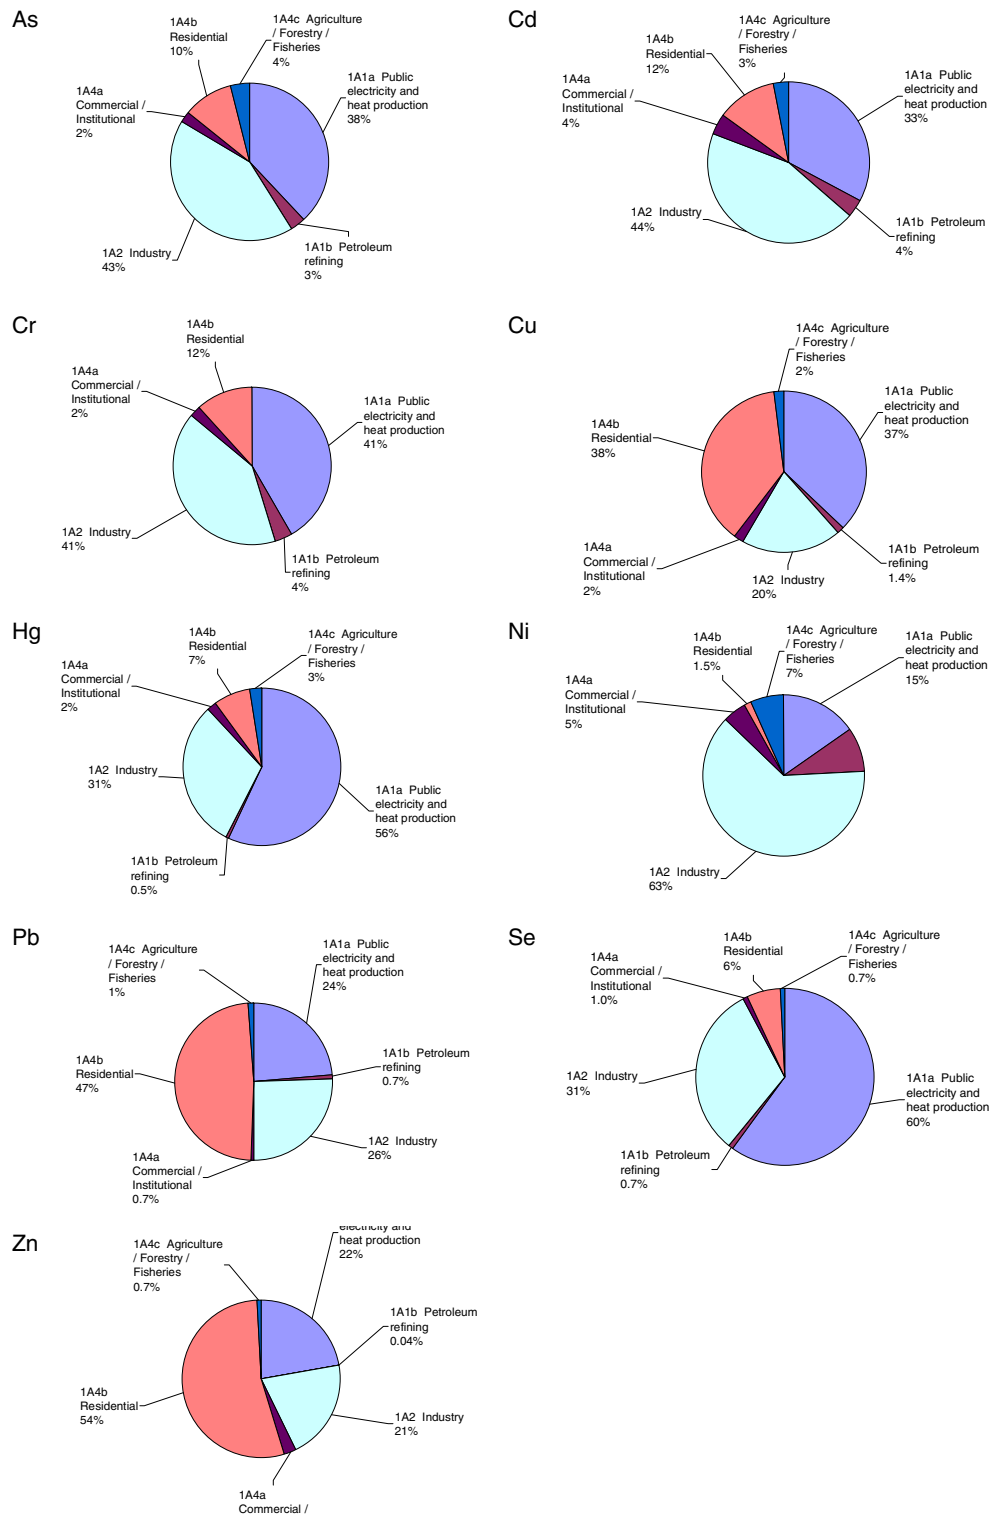 As
1A4b
Residential
10%
1A4c Agriculture
/ Forestry /
Fisheries
4%
1A1a Public
electricity and
heat production
38%
1A4a
Commercial /
Institutional
2%
1A2 Industry
43%
1A1b Petroleum
refining
3%
Cd
1A4c Agriculture
/ Forestry /
Fisheries
3%
1A4b
Residential
12%
1A4a
Commercial /
Institutional
4%
1A1a Public
electricity and
heat production
33%
1A2 Industry
44%
1A1b Petroleum
refining
4%
Cr
1A4b
Residential
12%
1A4a
Commercial /
Institutional
2%
1A1a Public
electricity and
heat production
41%
1A2 Industry
41%
1A1b Petroleum
refining
4%
Cu
1A4c Agriculture
/ Forestry /
Fisheries
2%
1A1a Public
electricity and
heat production
37%
1A4b
Residential
38%
1A4a
Commercial /
Institutional
2%
1A2 Industry
20%
1A1b Petroleum
refining
1.4%
Hg
1A4b
Residential
7%
1A4c Agriculture
/ Forestry /
Fisheries
3%
1A4a
Commercial /
Institutional
2%
1A2 Industry
31%
1A1a Public
electricity and
heat production
56%
1A1b Petroleum
refining
0.5%
Ni
1A4b
Residential
1.5%
1A4c Agriculture
/ Forestry /
Fisheries
7%
1A1a Public
electricity and
heat production
15%
1A4a
Commercial /
Institutional
5%
1A2 Industry
63%
Pb
1A4c Agriculture
/ Forestry /
Fisheries
1%
1A1a Public
electricity and
heat production
24%
1A1b Petroleum
refining
0.7%
1A4b
Residential
47%
1A2 Industry
26%
1A4a
Commercial /
Institutional
0.7%
Se
1A4a
Commercial /
Institutional
1.0%
1A4b
Residential
6%
1A4c Agriculture
/ Forestry /
Fisheries
0.7%
1A2 Industry
31%
1A1a Public
electricity and
heat production
60%
1A1b Petroleum
refining
0.7%
Zn
1A4c Agriculture
/ Forestry /
Fisheries
0.7%
electricity and
heat production
22%
1A1b Petroleum
refining
0.04%
1A4b
Residential
54%
1A2 Industry
21%
1A4a
Commercial /